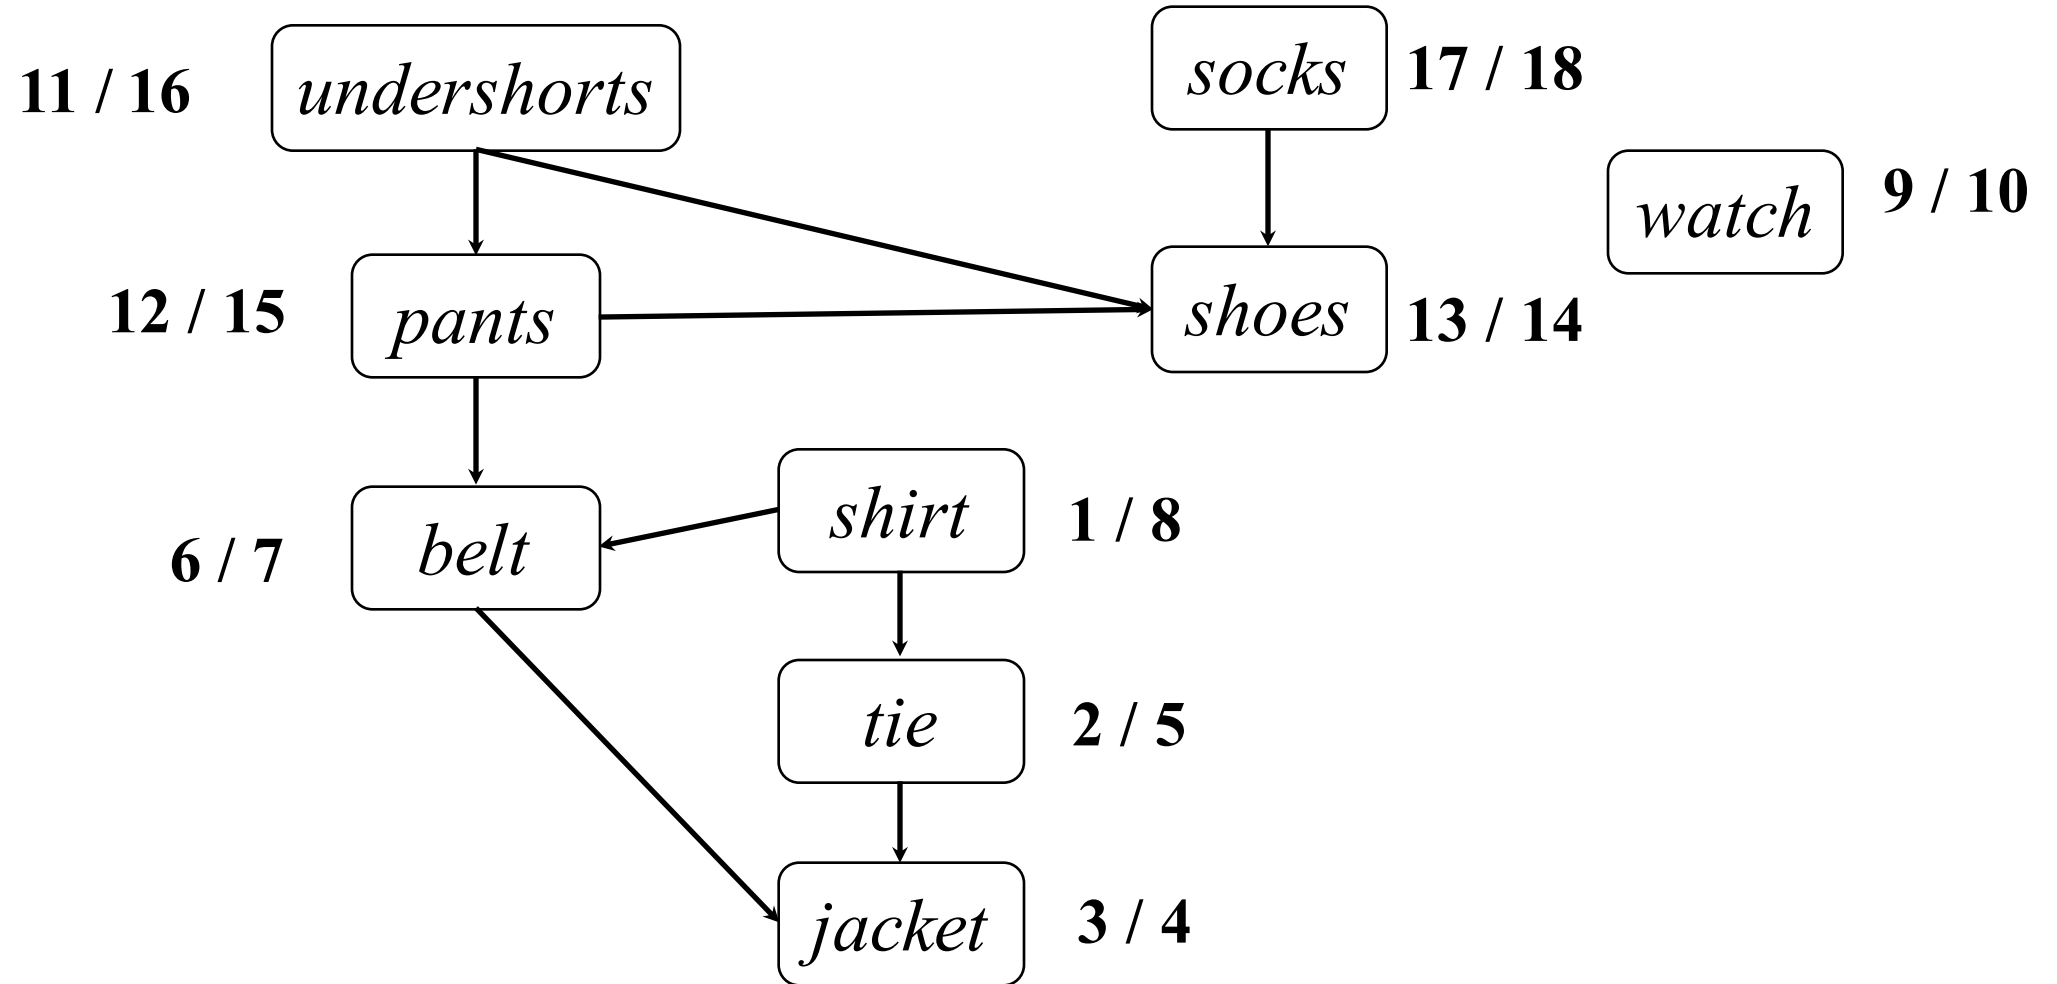 11 / 16
undershorts
socks
17 / 18
watch
9 / 10
12 / 15
pants
shoes
13 / 14
6 / 7
belt
shirt
1 / 8
tie
2 / 5
jacket
3 / 4